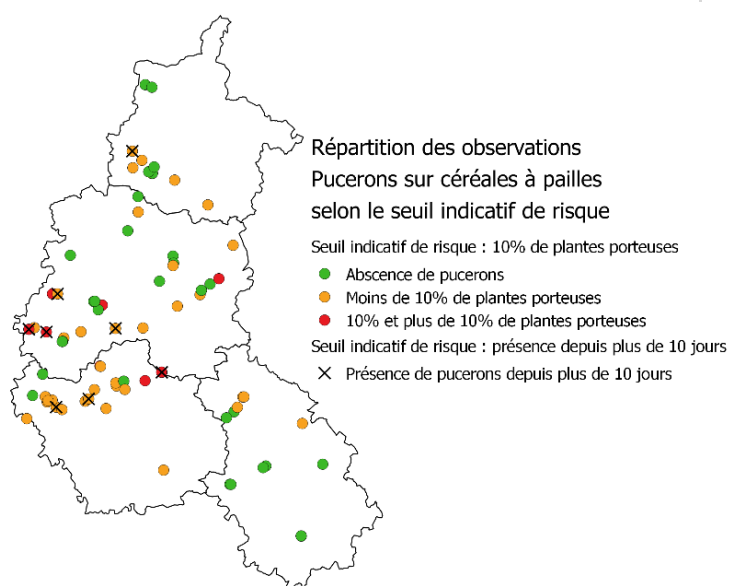 Répartition des observations
Pucerons sur céréales à pailles
selon le seuil indicatif de risque
Seuil indicatif de risque : 10% de plantes porteuses
Abscence de pucerons
Moins de 10% de plantes porteuses
10% et plus de 10% de plantes porteuses
Seuil indicatif de risque : présence depuis plus de 10 jours
Présence de pucerons depuis plus de 10 jours